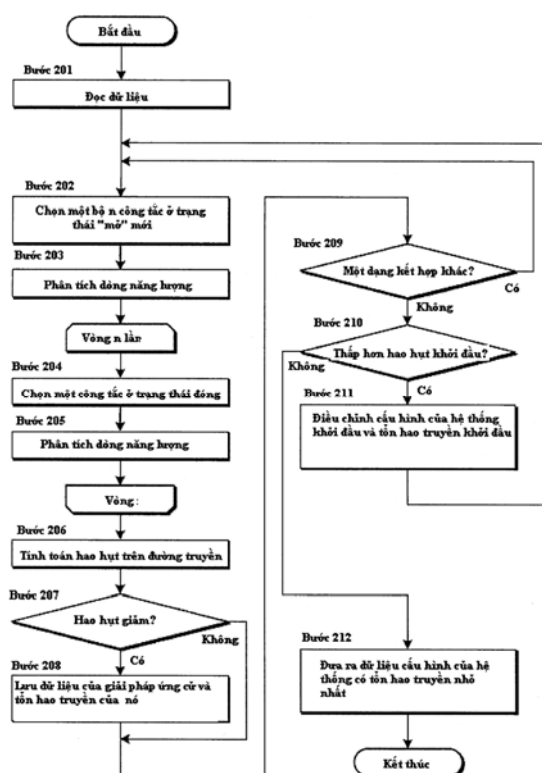 Bắt đầu
Bước 201
Đọc dữ liệu
Bước 202
Chọn một bộ n công tắc ở trạng
thái "mở" mới
Bước 203
Phân tích dòng năng lượng
Vòng n lần
Bước 204
Chọn một công tắc ở trạng thái đóng
Bước 205
Phân tích dòng năng lượng
Vòng :
Bước 206
Tính toán hao hụt trên đường truyền
Bước 207
Hao hụt giảm?
Không
Có
Bước 208
Lưu dữ liệu của giải pháp ứng cử và
tổn hao truyền của nó
Bước 209
Một dạng kết hợp khác?
Có
Không
Bước 210
Thấp hơn hao hụt khởi đầu?
Không
Có
Bước 211
Điều chỉnh cấu hình của hệ thống
khởi đầu và tổn hao truyền khởi đầu
Bước 212
Đưa ra dữ liệu cấu hình của hệ
thống có tổn hao truyền nhỏ
nhất
Kết thúc